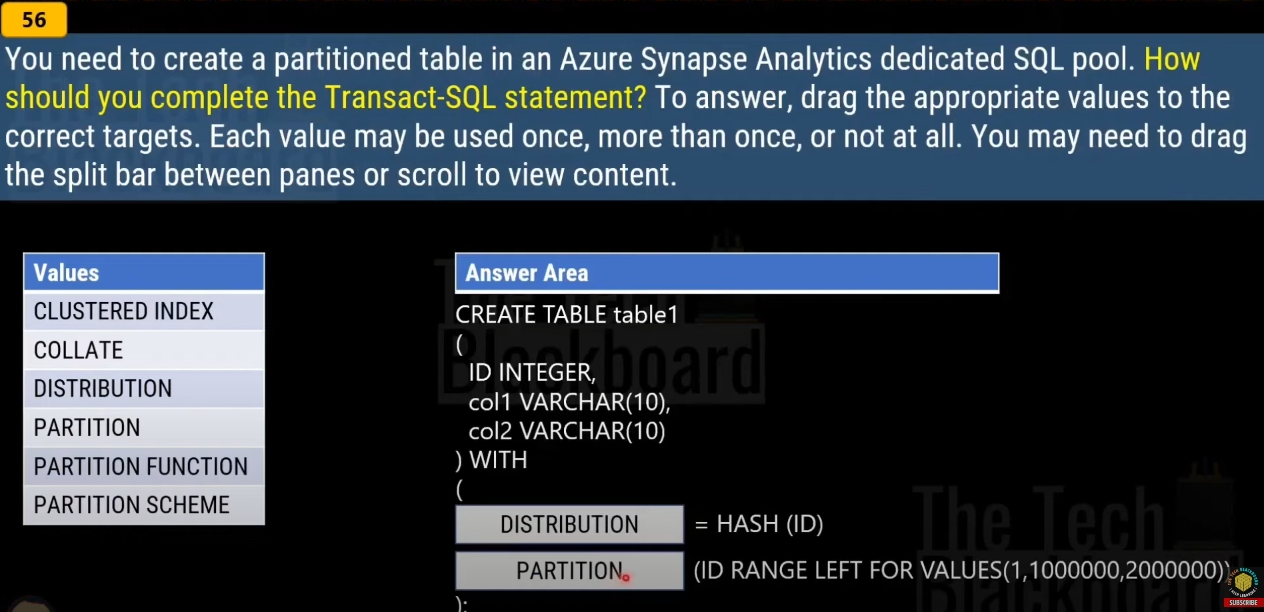 56
You need to create a partitioned table in an Azure Synapse Analytics dedicated SQL pool. How
should you complete the Transact-SQL statement? To answer, drag the appropriate values to the
correct targets. Each value may be used once, more than once, or not at all. You may need to drag
the split bar between panes or scroll to view content.
Values
CLUSTERED INDEX
COLLATE
DISTRIBUTION
PARTITION
PARTITION FUNCTION
PARTITION SCHEME
Answer Area
CREATE TABLE table1
(
ID INTEGER,
col1 VARCHAR(10),
col2 VARCHAR(10)
) WITH
(
DISTRIBUTION = HASH (ID)
PARTITION (ID RANGE LEFT FOR VALUES(1,1000000,2000000))
);
The Tech
Blackboard
The Tech
Blackboard
SUBSCRIBE